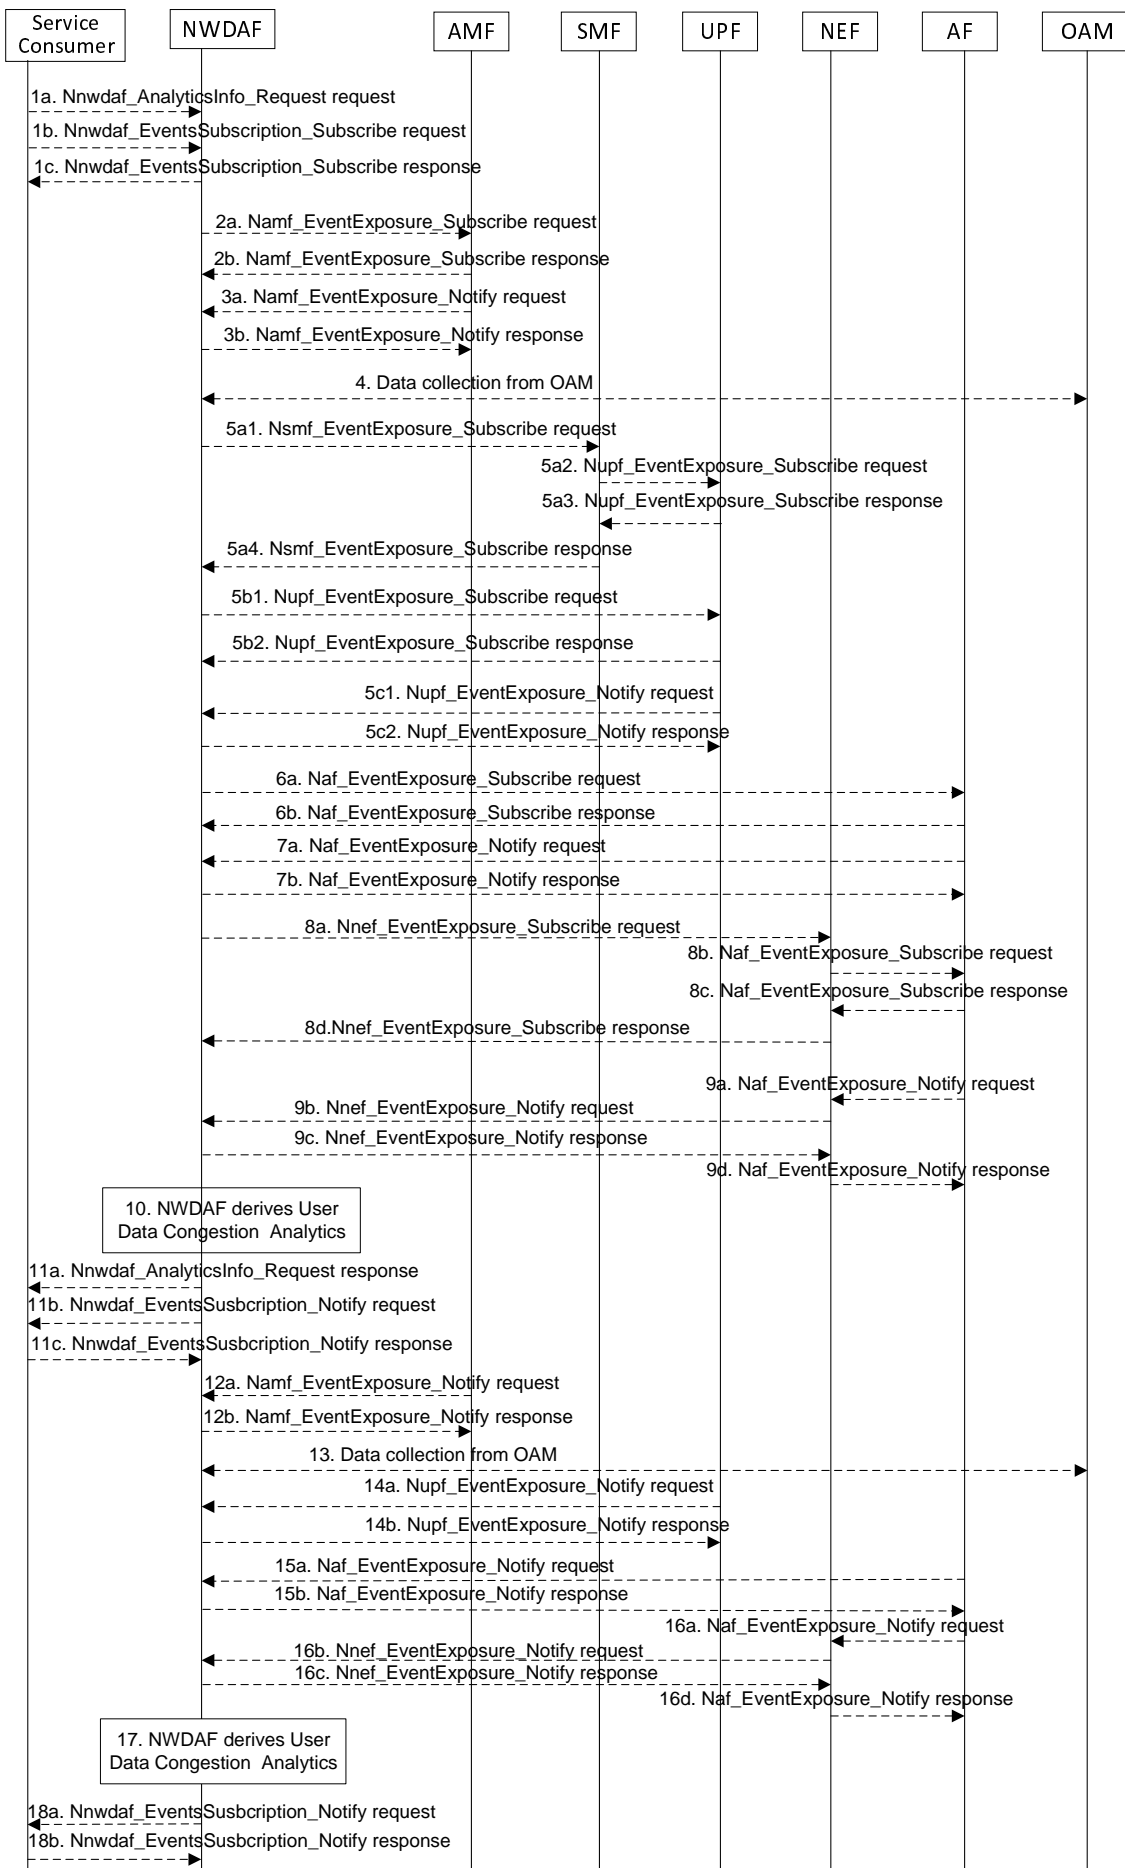 Service
Consumer
NWDAF
AMF
SMF
UPF
NEF
AF
OAM
1a. Nnwdaf_AnalyticsInfo_Request request
1b. Nnwdaf_EventsSubscription_Subscribe request
1c. Nnwdaf_EventsSubscription_Subscribe response
2a. Namf_EventExposure_Subscribe request
2b. Namf_EventExposure_Subscribe response
3a. Namf_EventExposure_Notify request
3b. Namf_EventExposure_Notify response
4. Data collection from OAM
5a1. Nsmf_EventExposure_Subscribe request
5a2. Nupf_EventExposure_Subscribe request
5a3. Nupf_EventExposure_Subscribe response
5a4. Nsmf_EventExposure_Subscribe response
5b1. Nupf_EventExposure_Subscribe request
5b2. Nupf_EventExposure_Subscribe response
5c1. Nupf_EventExposure_Notify request
5c2. Nupf_EventExposure_Notify response
6a. Naf_EventExposure_Subscribe request
6b. Naf_EventExposure_Subscribe response
7a. Naf_EventExposure_Notify request
7b. Naf_EventExposure_Notify response
8a. Nnef_EventExposure_Subscribe request
8b. Naf_EventExposure_Subscribe request
8c. Naf_EventExposure_Subscribe response
8d.Nnef_EventExposure_Subscribe response
9a. Naf_EventExposure_Notify request
9b. Nnef_EventExposure_Notify request
9c. Nnef_EventExposure_Notify response
9d. Naf_EventExposure_Notify response
10. NWDAF derives User
Data Congestion Analytics
11a. Nnwdaf_AnalyticsInfo_Request response
11b. Nnwdaf_EventsSusbcription_Notify request
11c. Nnwdaf_EventsSusbcription_Notify response
12a. Namf_EventExposure_Notify request
12b. Namf_EventExposure_Notify response
13. Data collection from OAM
14a. Nupf_EventExposure_Notify request
14b. Nupf_EventExposure_Notify response
15a. Naf_EventExposure_Notify request
15b. Naf_EventExposure_Notify response
16a. Naf_EventExposure_Notify request
16b. Nnef_EventExposure_Notify request
16c. Nnef_EventExposure_Notify response
16d. Naf_EventExposure_Notify response
17. NWDAF derives User
Data Congestion Analytics
18a. Nnwdaf_EventsSusbcription_Notify request
18b. Nnwdaf_EventsSusbcription_Notify response